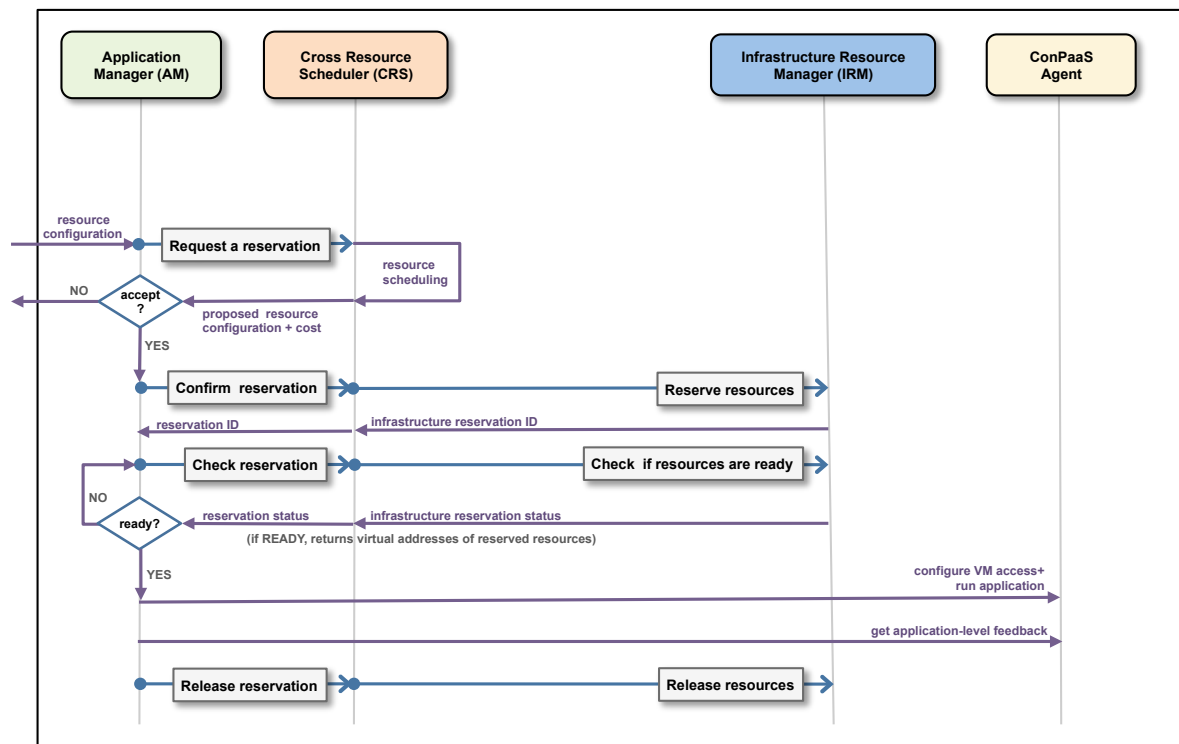 Application
Manager (AM)
Cross Resource
Scheduler (CRS)
Infrastructure Resource
Manager (IRM)
ConPaaS
Agent
resource
configuration
Request a reservation
resource
scheduling
NO
accept
?
proposed resource
configuration + cost
YES
Confirm reservation
Reserve resources
reservation ID
infrastructure reservation ID
Check reservation
Check if resources are ready
NO
ready?
reservation status
infrastructure reservation status
(if READY, returns virtual addresses of reserved resources)
YES
configure VM access+
run application
get application-level feedback
Release reservation
Release resources